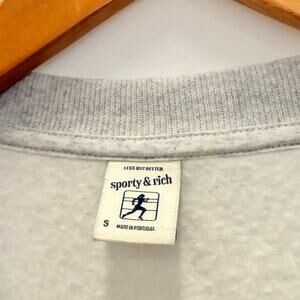 LESS BUT BETTER
sporty & rich
S
MADE IN PORTUGAL